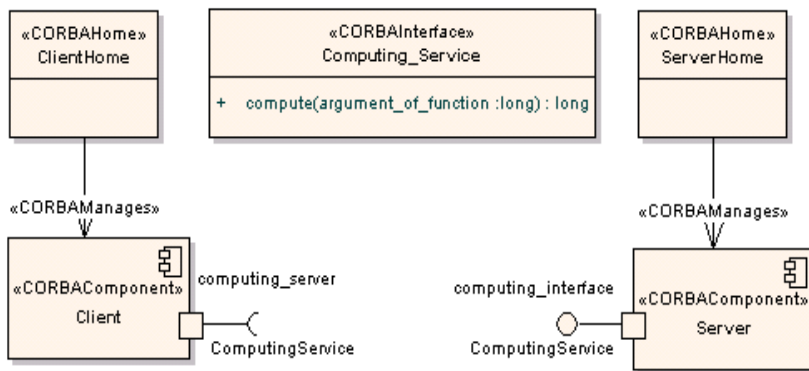 «CORBAHome»
ClientHome
«CORBAInterface»
Computing_Service
+ compute(argument_of_function :long) : long
«CORBAHome»
ServerHome
«CORBAManages»
«CORBAManages»
«CORBAComponent»
Client
computing_server
ComputingService
computing_interface
ComputingService
«CORBAComponent»
Server